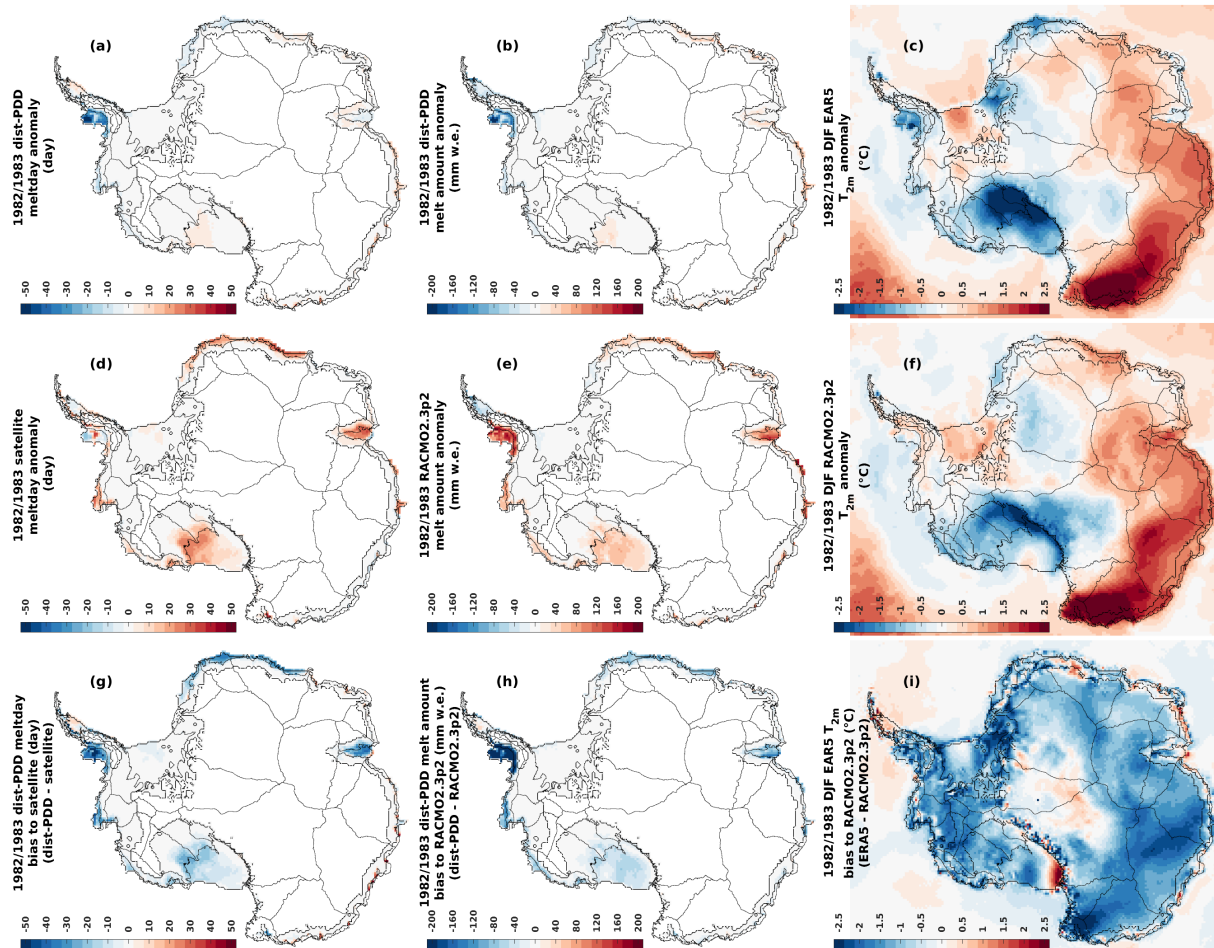 1982/1983 dist-PDD
meltday anomaly
(day)
(a)
-50
-40
-30
-20
-10
0
10
20
30
40
50
1982/1983 dist-PDD
melt amount anomaly
(mm w.e.)
(b)
-200
-160
-120
-80
-40
0
40
80
120
160
200
1982/1983 DJF EAR5
T2m anomaly
(°C)
(c)
-2.5
-2
-1.5
-1
-0.5
0
0.5
1
1.5
2
2.5
1982/1983 satellite
meltday anomaly
(day)
(d)
-50
-40
-30
-20
-10
0
10
20
30
40
50
1982/1983 RACMO2.3p2
melt amount anomaly
(mm w.e.)
(e)
-200
-160
-120
-80
-40
0
40
80
120
160
200
1982/1983 DJF RACMO2.3p2
T2m anomaly
(°C)
(f)
-2.5
-2
-1.5
-1
-0.5
0
0.5
1
1.5
2
2.5
1982/1983 dist-PDD meltday
bias to satellite (day)
(dist-PDD - satellite)
(g)
-50
-40
-30
-20
-10
0
10
20
30
40
50
1982/1983 dist-PDD melt amount
bias to RACMO2.3p2 (mm w.e.)
(dist-PDD - RACMO2.3p2)
(h)
-200
-160
-120
-80
-40
0
40
80
120
160
200
1982/1983 DJF EAR5 T2m
bias to RACMO2.3p2 (°C)
(ERA5 - RACMO2.3p2)
(i)
-2.5
-2
-1.5
-1
-0.5
0
0.5
1
1.5
2
2.5